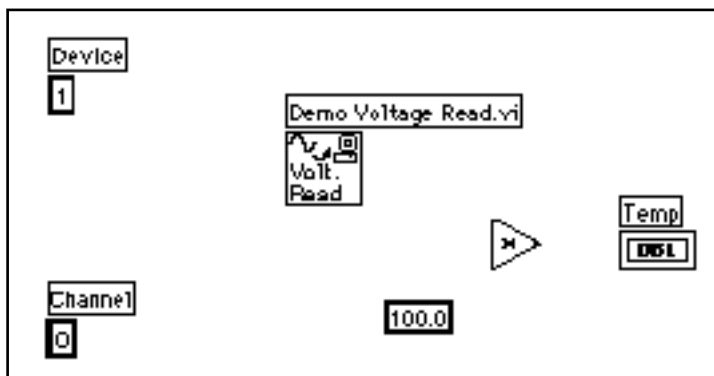 Device
1
Demo Voltage Read.vi
Volt.
Read
Temp
DBL
Channel
0
100.0